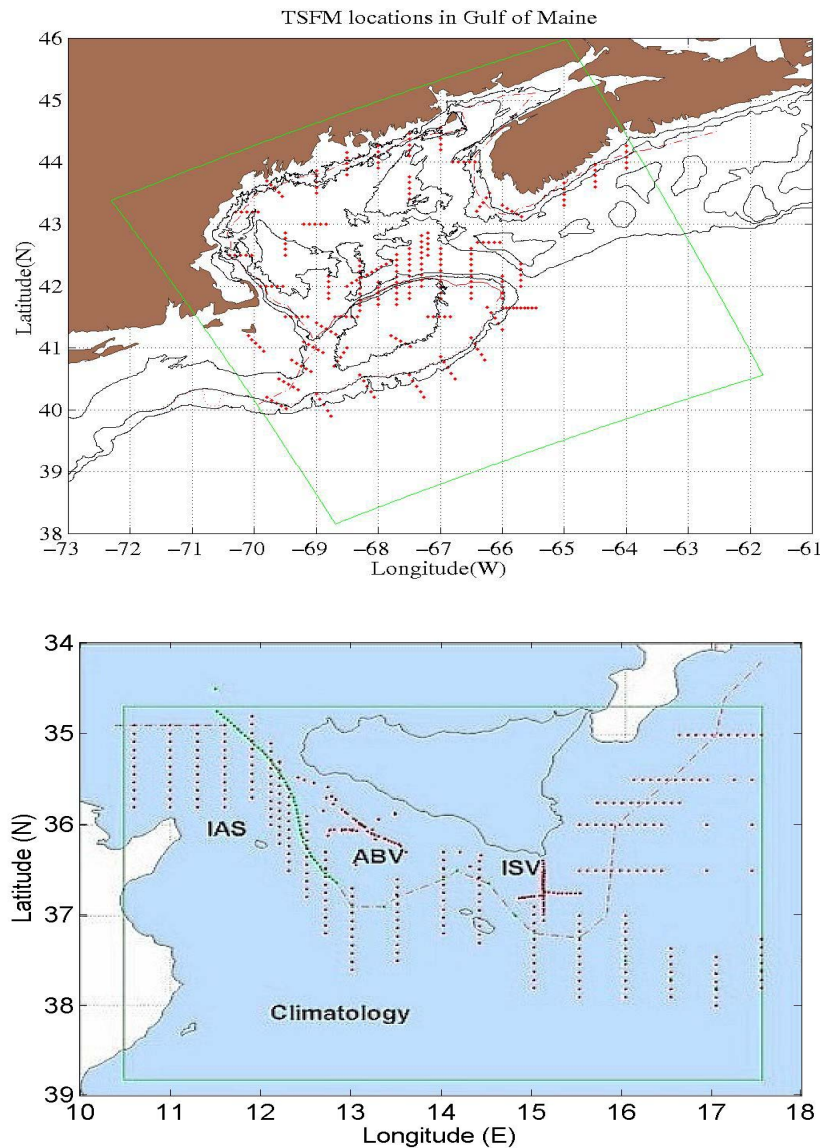 TSFM locations in Gulf of Maine
46
45
44
43
42
41
40
39
38
Latitude(N)
−73 −72 −71 −70 −69 −68 −67 −66 −65 −64 −63 −62 −61
Longitude(W)
34
35
36
37
38
39
Latitude (N)
IAS
ABV
ISV
Climatology
10 11 12 13 14 15 16 17 18
Longitude (E)